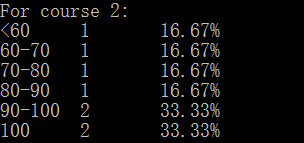 For course 2:
<60 1 16.67%
60-70 1 16.67%
70-80 1 16.67%
80-90 1 16.67%
90-100 2 33.33%
100 2 33.33%